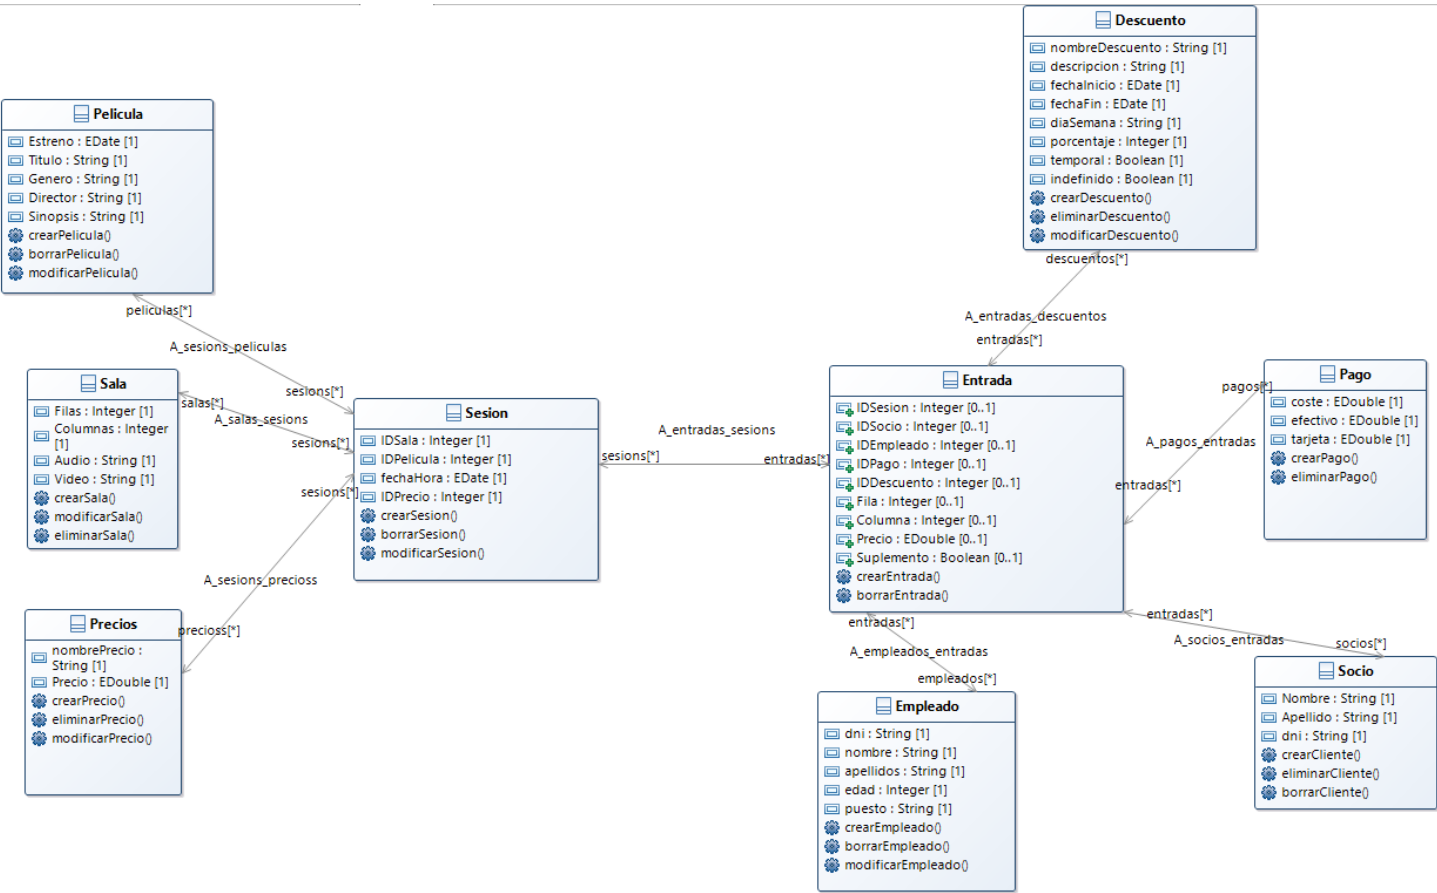 Descuento
nombreDescuento : String [1]
descripcion : String [1]
fechaInicio : EDate [1]
fechaFin : EDate [1]
diaSemana : String [1]
porcentaje : Integer [1]
temporal : Boolean [1]
indefinido : Boolean [1]
crearDescuento()
eliminarDescuento()
modificarDescuento()
descuentos[*]
A_entradas_descuentos
entradas[*]
Pelicula
Estreno : EDate [1]
Titulo : String [1]
Genero : String [1]
Director : String [1]
Sinopsis : String [1]
crearPelicula()
borrarPelicula()
modificarPelicula()
peliculas[*]
A_sesions_peliculas
sesions[*]
Sala
Filas : Integer [1]
Columnas : Integer
[1]
Audio : String [1]
Video : String [1]
crearSala()
modificarSala()
eliminarSala()
salas[*]
A_salas_sesions
sesions[*]
Sesion
IDSala : Integer [1]
IDPelicula : Integer [1]
fechaHora : EDate [1]
IDPrecio : Integer [1]
crearSesion()
borrarSesion()
modificarSesion()
sesions[*]
A_sesions_precioss
precioss[*]
Precios
nombrePrecio :
String [1]
Precio : EDouble [1]
crearPrecio()
eliminarPrecio()
modificarPrecio()
A_entradas_sesions
sesions[*]
entradas[*]
Entrada
IDSesion : Integer [0..1]
IDSocio : Integer [0..1]
IDEmpleado : Integer [0..1]
IDPago : Integer [0..1]
IDDescuento : Integer [0..1]
Fila : Integer [0..1]
Columna : Integer [0..1]
Precio : EDouble [0..1]
Suplemento : Boolean [0..1]
crearEntrada()
borrarEntrada()
Pago
coste : EDouble [1]
efectivo : EDouble [1]
tarjeta : EDouble [1]
crearPago()
eliminarPago()
pagos[*]
A_pagos_entradas
entradas[*]
entradas[*]
A_socios_entradas
socios[*]
Socio
Nombre : String [1]
Apellido : String [1]
dni : String [1]
crearCliente()
eliminarCliente()
borrarCliente()
entradas[*]
A_empleados_entradas
empleados[*]
Empleado
dni : String [1]
nombre : String [1]
apellidos : String [1]
edad : Integer [1]
puesto : String [1]
crearEmpleado()
borrarEmpleado()
modificarEmpleado()